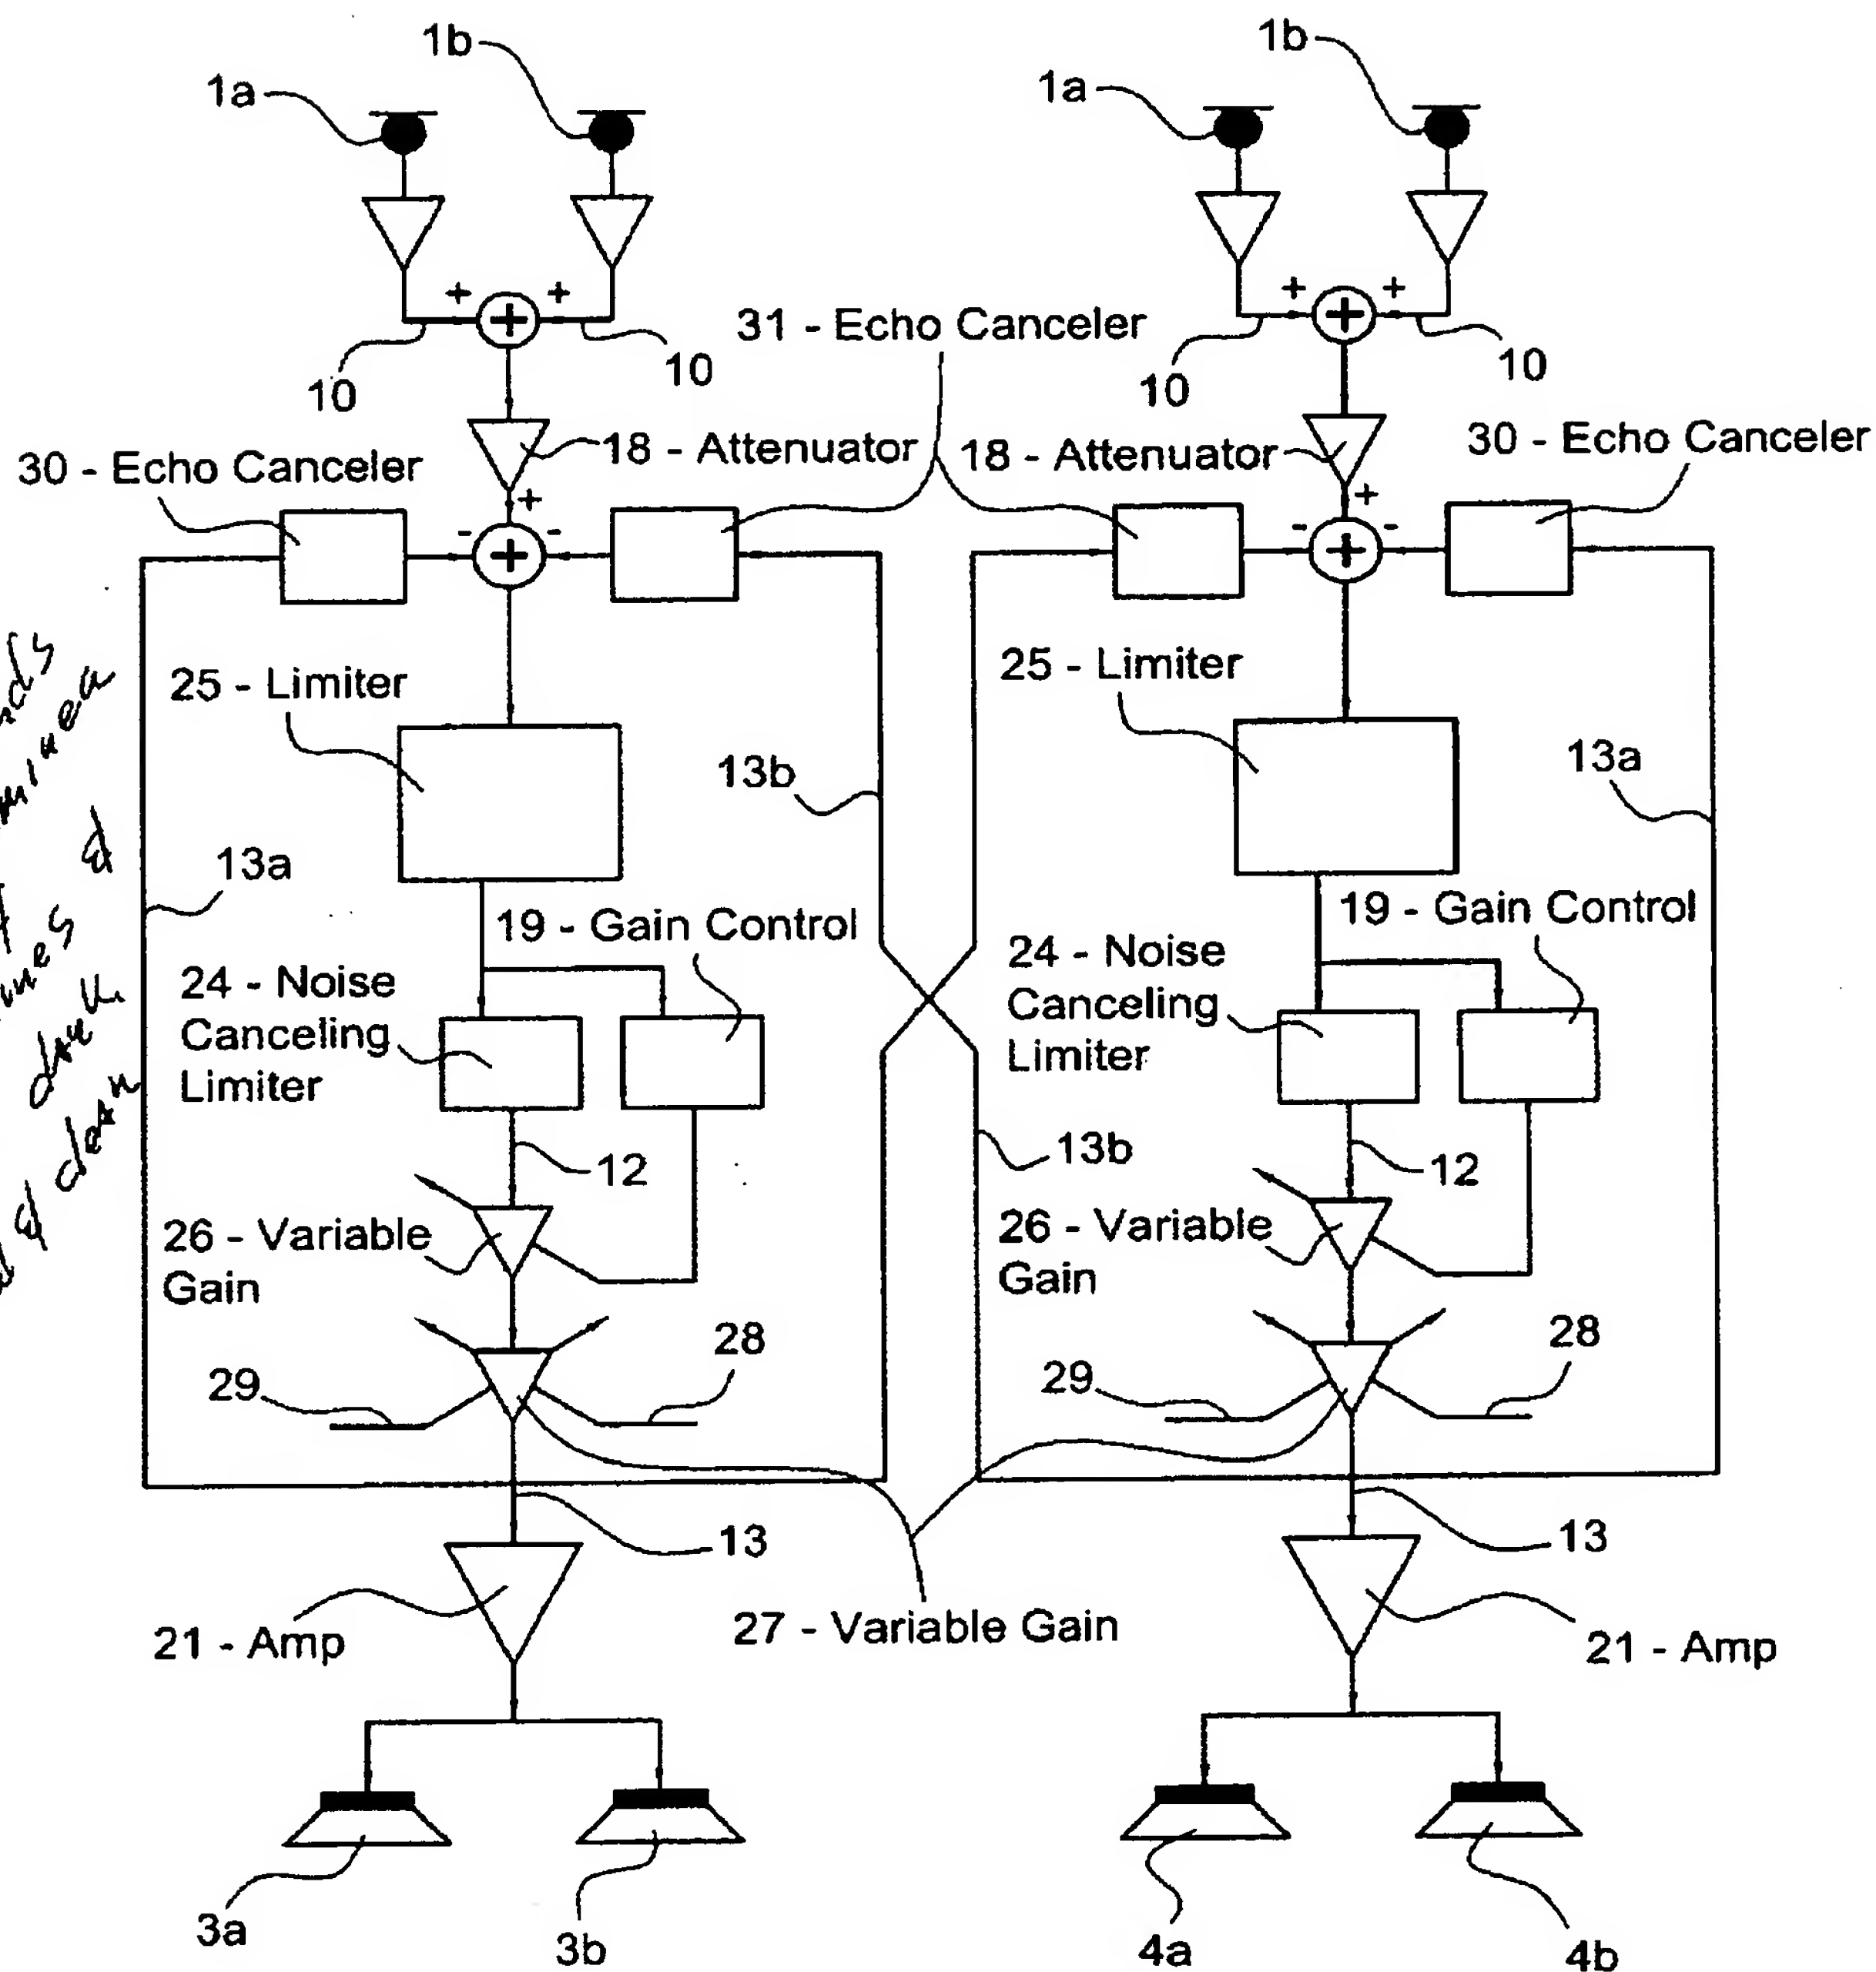 1b
1b
1a
1a
+ + +
+ + +
31 - Echo Canceler
10
10
10
10
18 - Attenuator
18 - Attenuator
30 - Echo Canceler
30 - Echo Canceler
+
+
- + -
- + -
25 - Limiter
25 - Limiter
13b
13a
13a
19 - Gain Control
19 - Gain Control
24 - Noise
Canceling
Limiter
24 - Noise
Canceling
Limiter
12
13b
12
26 - Variable
Gain
26 - Variable
Gain
28
28
29
29
13
13
27 - Variable Gain
21 - Amp
21 - Amp
3a
3b
4a
4b